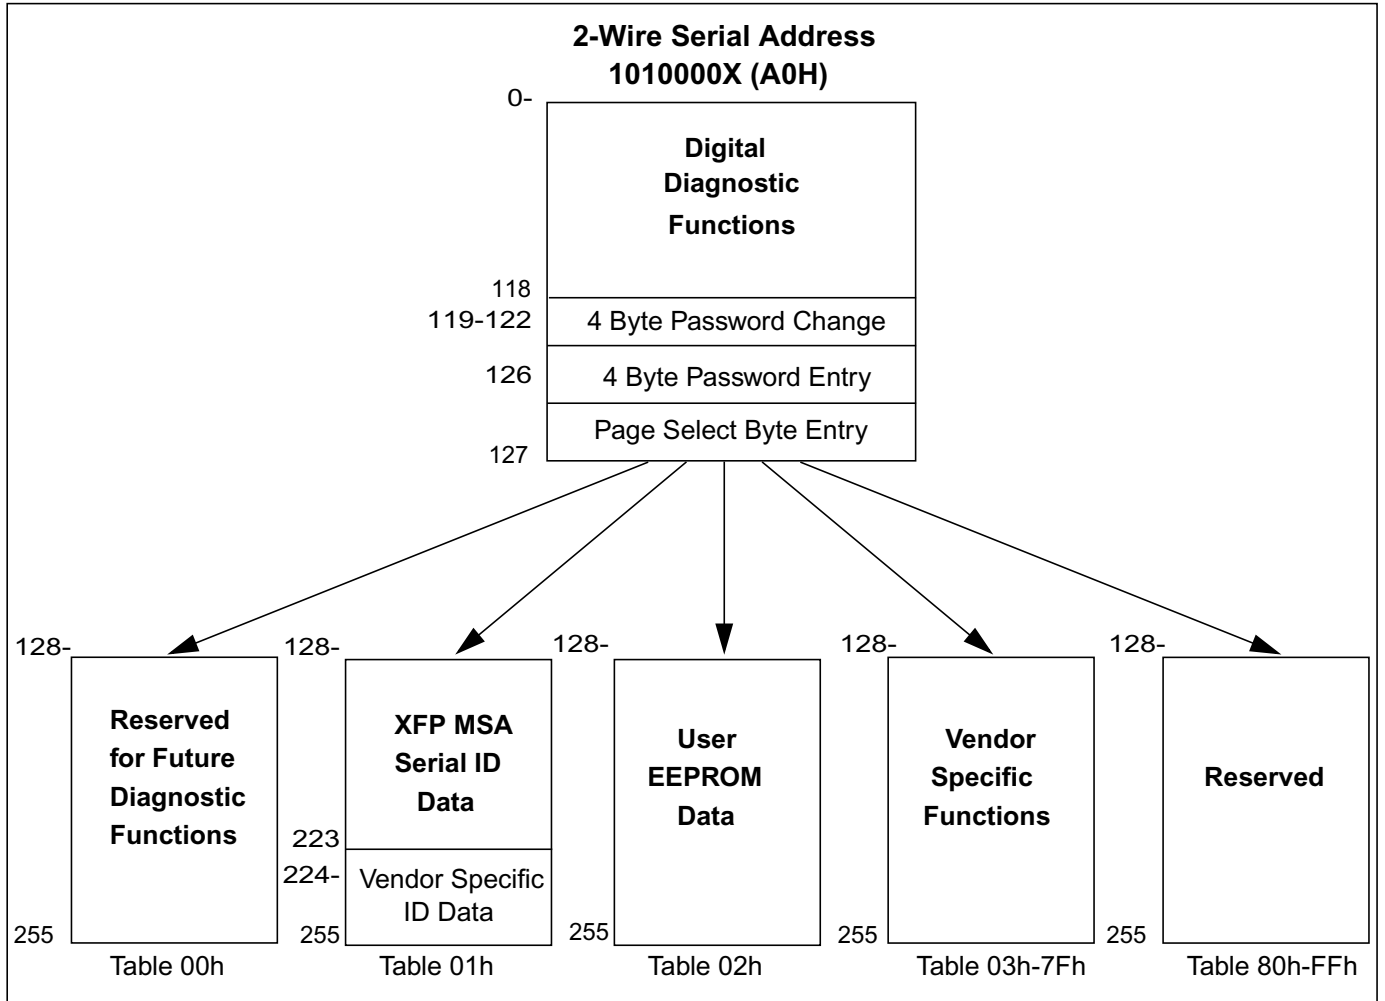 2-Wire Serial Address
1010000X (A0H)
0-
Digital
Diagnostic
Functions
118
119-122
4 Byte Password Change
126
4 Byte Password Entry
Page Select Byte Entry
127
128-
Reserved
for Future
Diagnostic
Functions
255
Table 00h
128-
XFP MSA
Serial ID
Data
223
224-
Vendor Specific
ID Data
255
Table 01h
128-
User
EEPROM
Data
255
Table 02h
128-
Vendor
Specific
Functions
255
Table 03h-7Fh
128-
Reserved
255
Table 80h-FFh